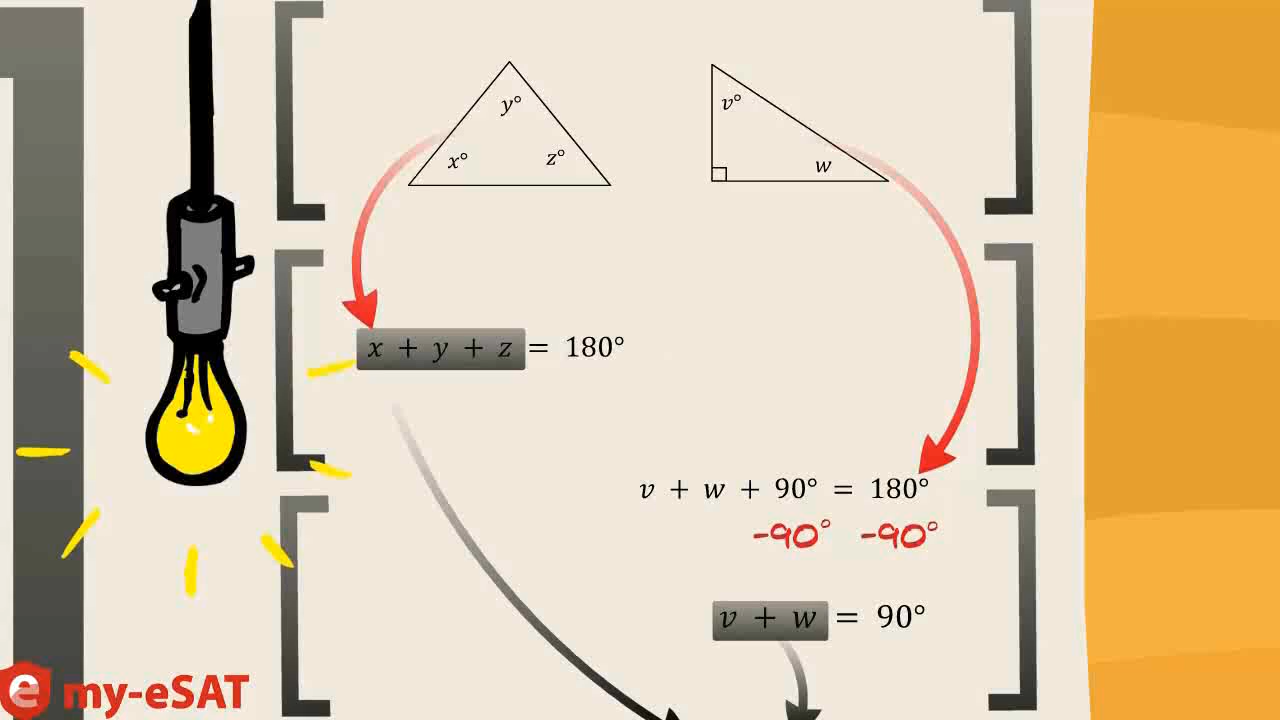 y°
v°
x°
z°
w
x + y + z = 180°
v + w + 90° = 180°
-90° -90°
v + w = 90°
e my-eSAT